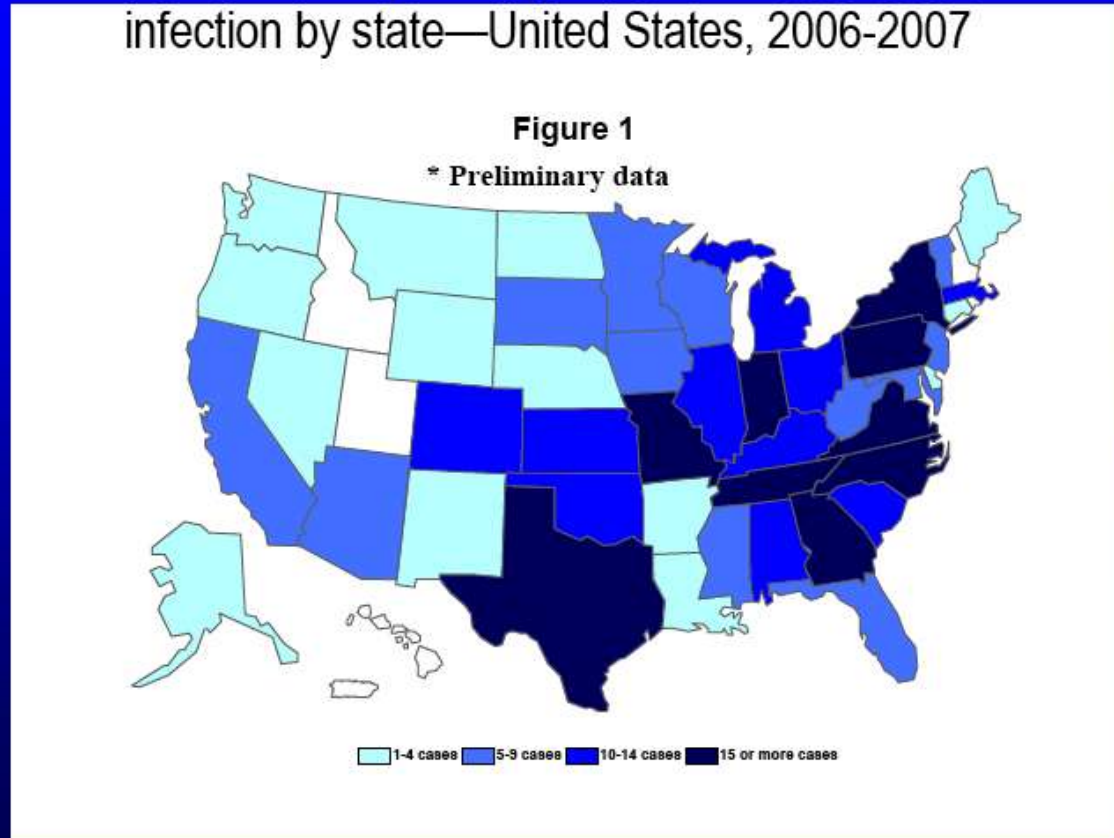 infection by state—United States, 2006-2007
Figure 1
* Preliminary data
1-4 cases 5-9 cases 10-14 cases 15 or more cases